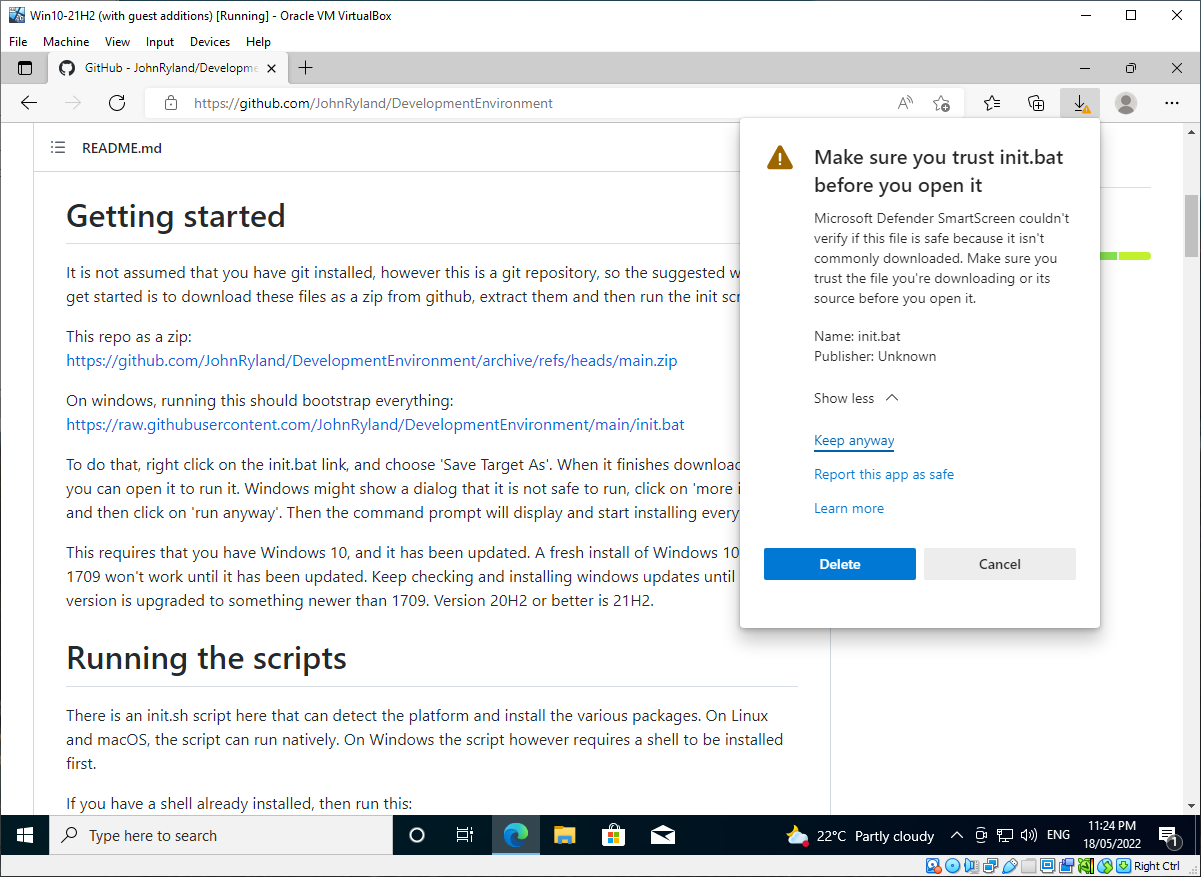 Win10-21H2 (with guest additions) [Running] - Oracle VM VirtualBox
File Machine View Input Devices Help
GitHub - JohnRyland/Developme
https://github.com/JohnRyland/DevelopmentEnvironment
README.md
Getting started
It is not assumed that you have git installed, however this is a git repository, so the suggested w
get started is to download these files as a zip from github, extract them and then run the init scr
This repo as a zip:
https://github.com/JohnRyland/DevelopmentEnvironment/archive/refs/heads/main.zip
On windows, running this should bootstrap everything:
https://raw.githubusercontent.com/JohnRyland/DevelopmentEnvironment/main/init.bat
To do that, right click on the init.bat link, and choose 'Save Target As'. When it finishes download
you can open it to run it. Windows might show a dialog that it is not safe to run, click on 'more i
and then click on 'run anyway'. Then the command prompt will display and start installing every
This requires that you have Windows 10, and it has been updated. A fresh install of Windows 10
1709 won't work until it has been updated. Keep checking and installing windows updates until
version is upgraded to something newer than 1709. Version 20H2 or better is 21H2.
Running the scripts
There is an init.sh script here that can detect the platform and install the various packages. On Linux
and macOS, the script can run natively. On Windows the script however requires a shell to be installed
first.
If you have a shell already installed, then run this:
Make sure you trust init.bat
before you open it
Microsoft Defender SmartScreen couldn't
verify if this file is safe because it isn't
commonly downloaded. Make sure you
trust the file you're downloading or its
source before you open it.
Name: init.bat
Publisher: Unknown
Show less
Keep anyway
Report this app as safe
Learn more
Delete
Cancel
Type here to search
22°C Partly cloudy
ENG
11:24 PM
18/05/2022
1
Right Ctrl